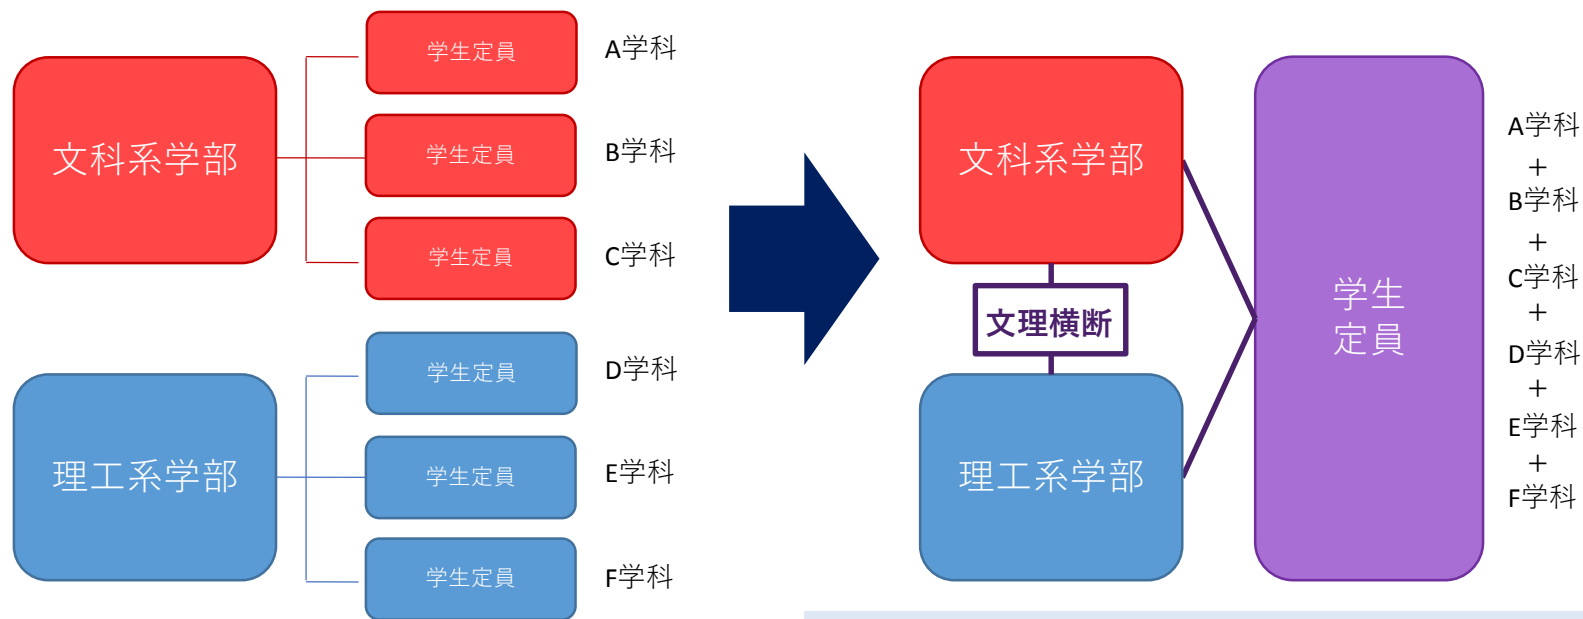 文科系学部
学生定員
A学科
学生定員
B学科
学生定員
C学科
理工系学部
学生定員
D学科
学生定員
E学科
学生定員
F学科
文科系学部
文理横断
理工系学部
学生
定員
A学科
＋
B学科
＋
C学科
＋
D学科
＋
E学科
＋
F学科